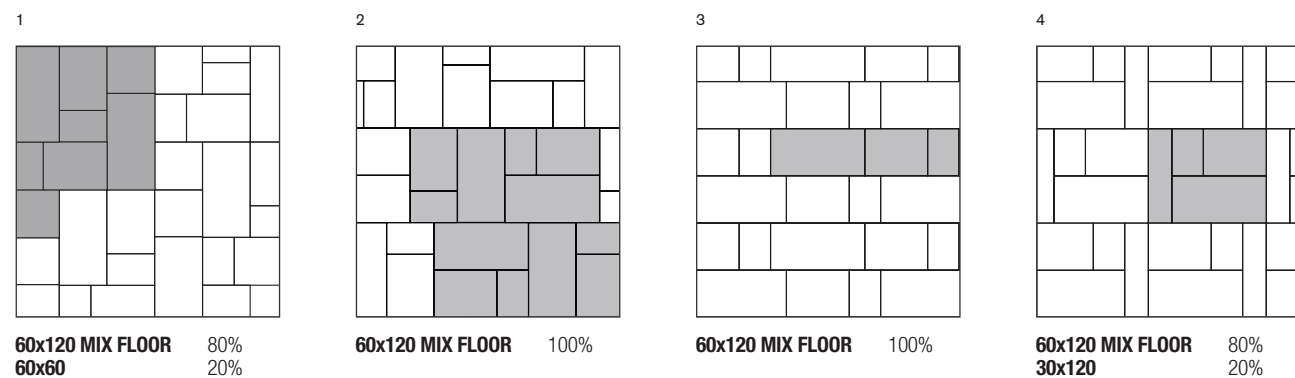 1
2
3
4
60x120 MIX FLOOR 80%
60x60 20%
60x120 MIX FLOOR 100%
60x120 MIX FLOOR 100%
60x120 MIX FLOOR 80%
30x120 20%